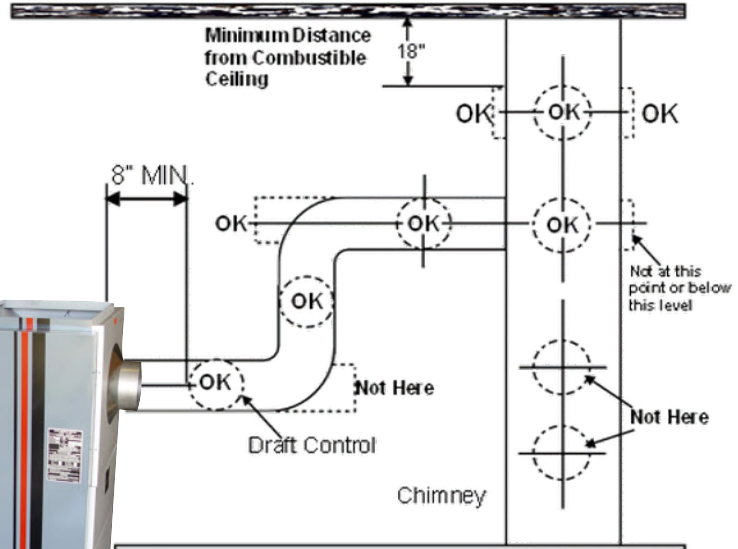 Minimum Distance
from Combustible
Ceiling
18"
OK
OK
OK
8" MIN.
OK
OK
OK
Not at this
point or below
this level
OK
OK
Not Here
Not Here
Draft Control
Chimney